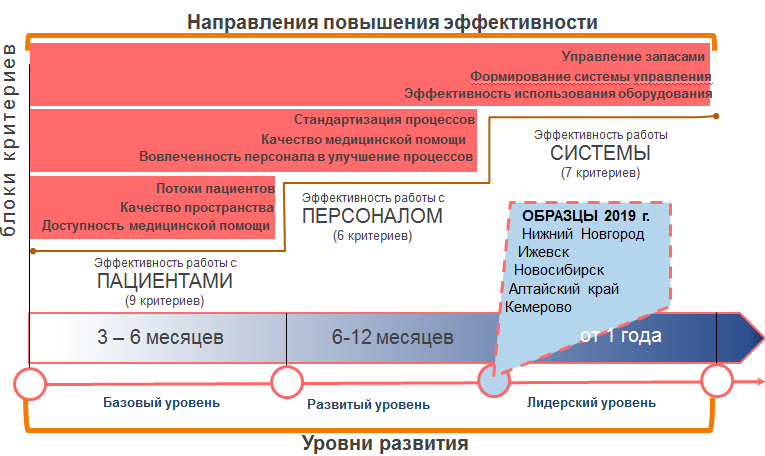 Направления повышения эффективности
блоки критериев
Управление запасами
Формирование системы управления
Эффективность использования оборудования
Стандартизация процессов
Качество медицинской помощи
Вовлеченность персонала в улучшение процессов
Потоки пациентов
Качество пространства
Доступность медицинской помощи
Эффективность работы с
ПАЦИЕНТАМИ
(9 критериев)
Эффективность работы с
ПЕРСОНАЛОМ
(6 критериев)
Эффективность работы
СИСТЕМЫ
(7 критериев)
ОБРАЗЦЫ 2019 г.
Нижний Новгород
Ижевск
Новосибирск
Алтайский край
Кемерово
3 – 6 месяцев
6-12 месяцев
от 1 года
Базовый уровень
Развитый уровень
Лидерский уровень
Уровни развития